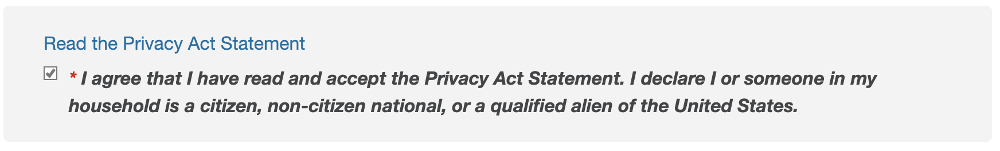 Read the Privacy Act Statement
* I agree that I have read and accept the Privacy Act Statement. I declare I or someone in my
household is a citizen, non-citizen national, or a qualified alien of the United States.